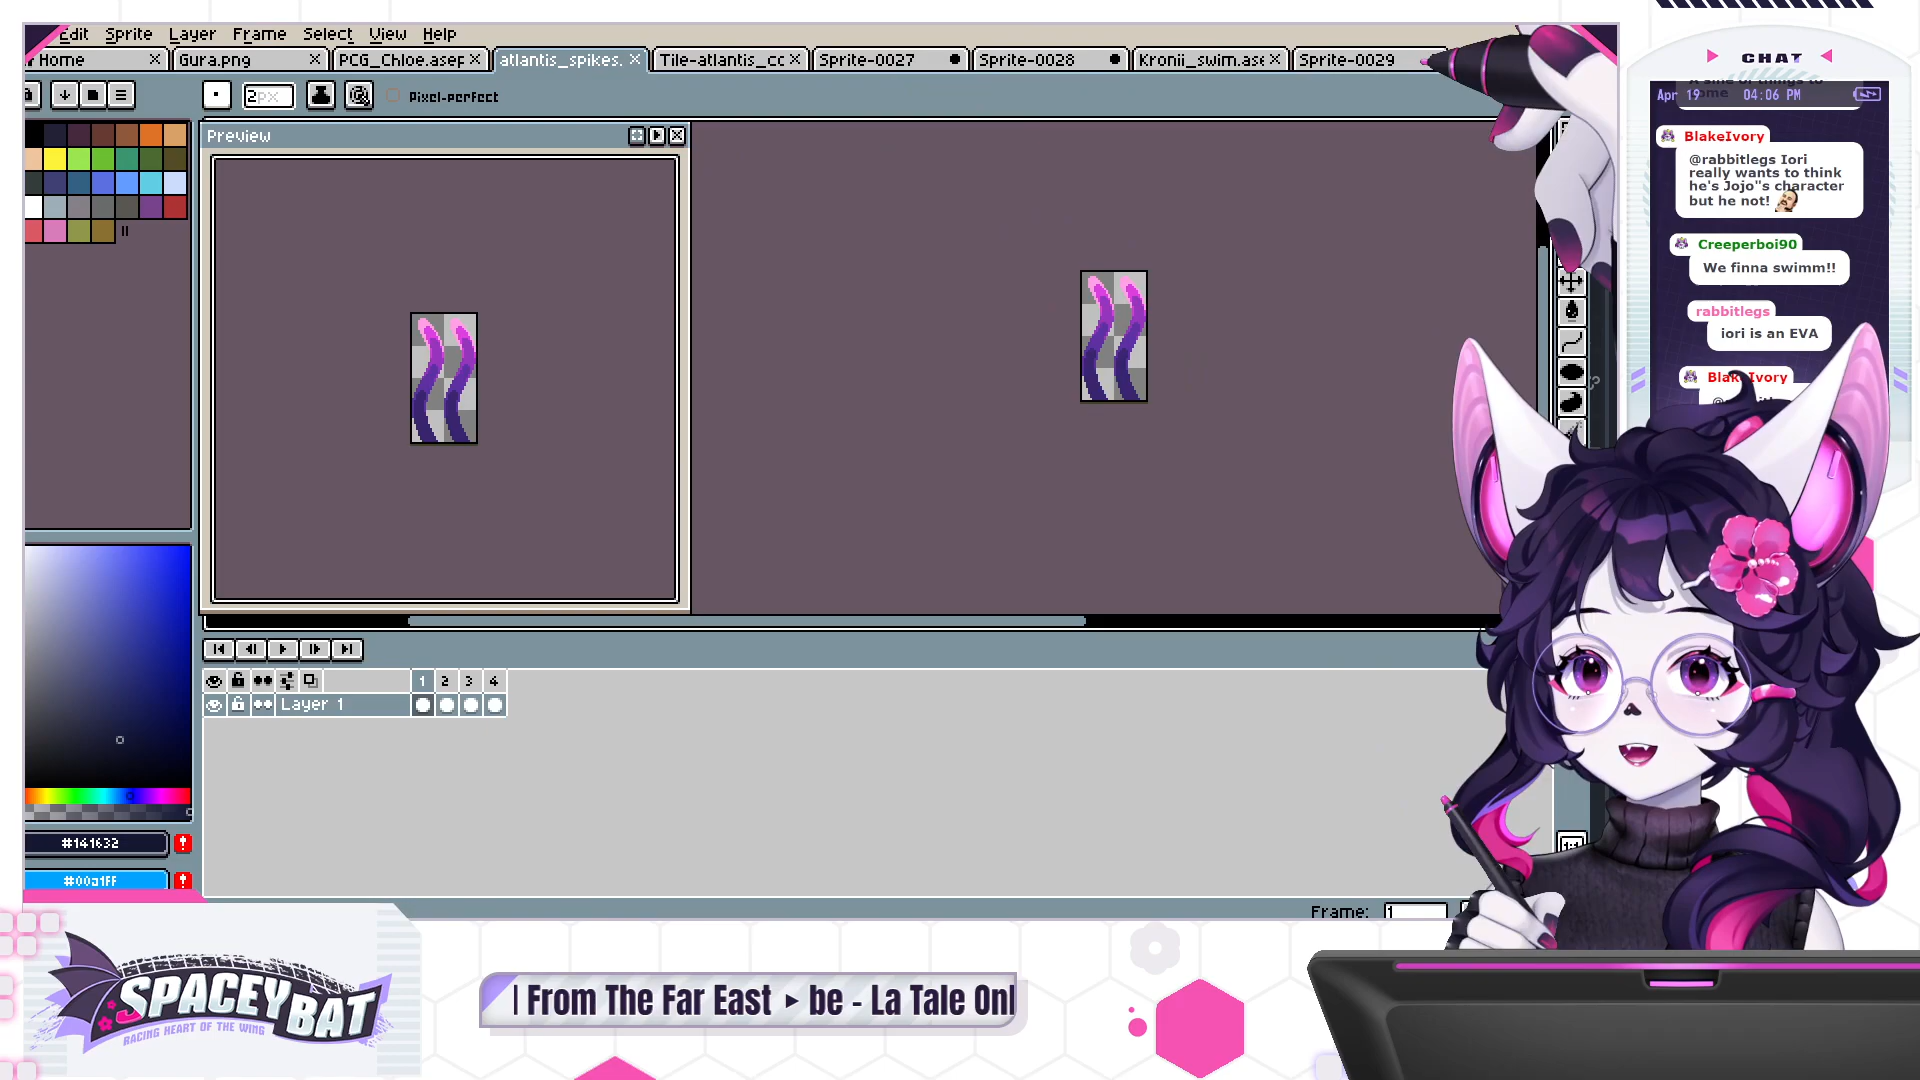 Edit Sprite Layer Frame Select View Help
Home Gura.png PCG_Chloe.asep atlantis_spikes. Tile-atlantis_cc Sprite-0027 Sprite-0028 Kronii_swim.ase Sprite-0029
2px Pixel-perfect
Preview
1 2 3 4
Layer 1
#141632
#00a1FF
Frame: 1
CHAT
Apr 19 04:06 PM
BlakeIvory
@rabbitlegs Iori
really wants to think
he's Jojo"s character
but he not!
Creeperboi90
We finna swimm!!
rabbitlegs
iori is an EVA
BlakeIvory
SPACEYBAT
RACING HEART OF THE WING
From The Far East ▸ be - La Tale Onl